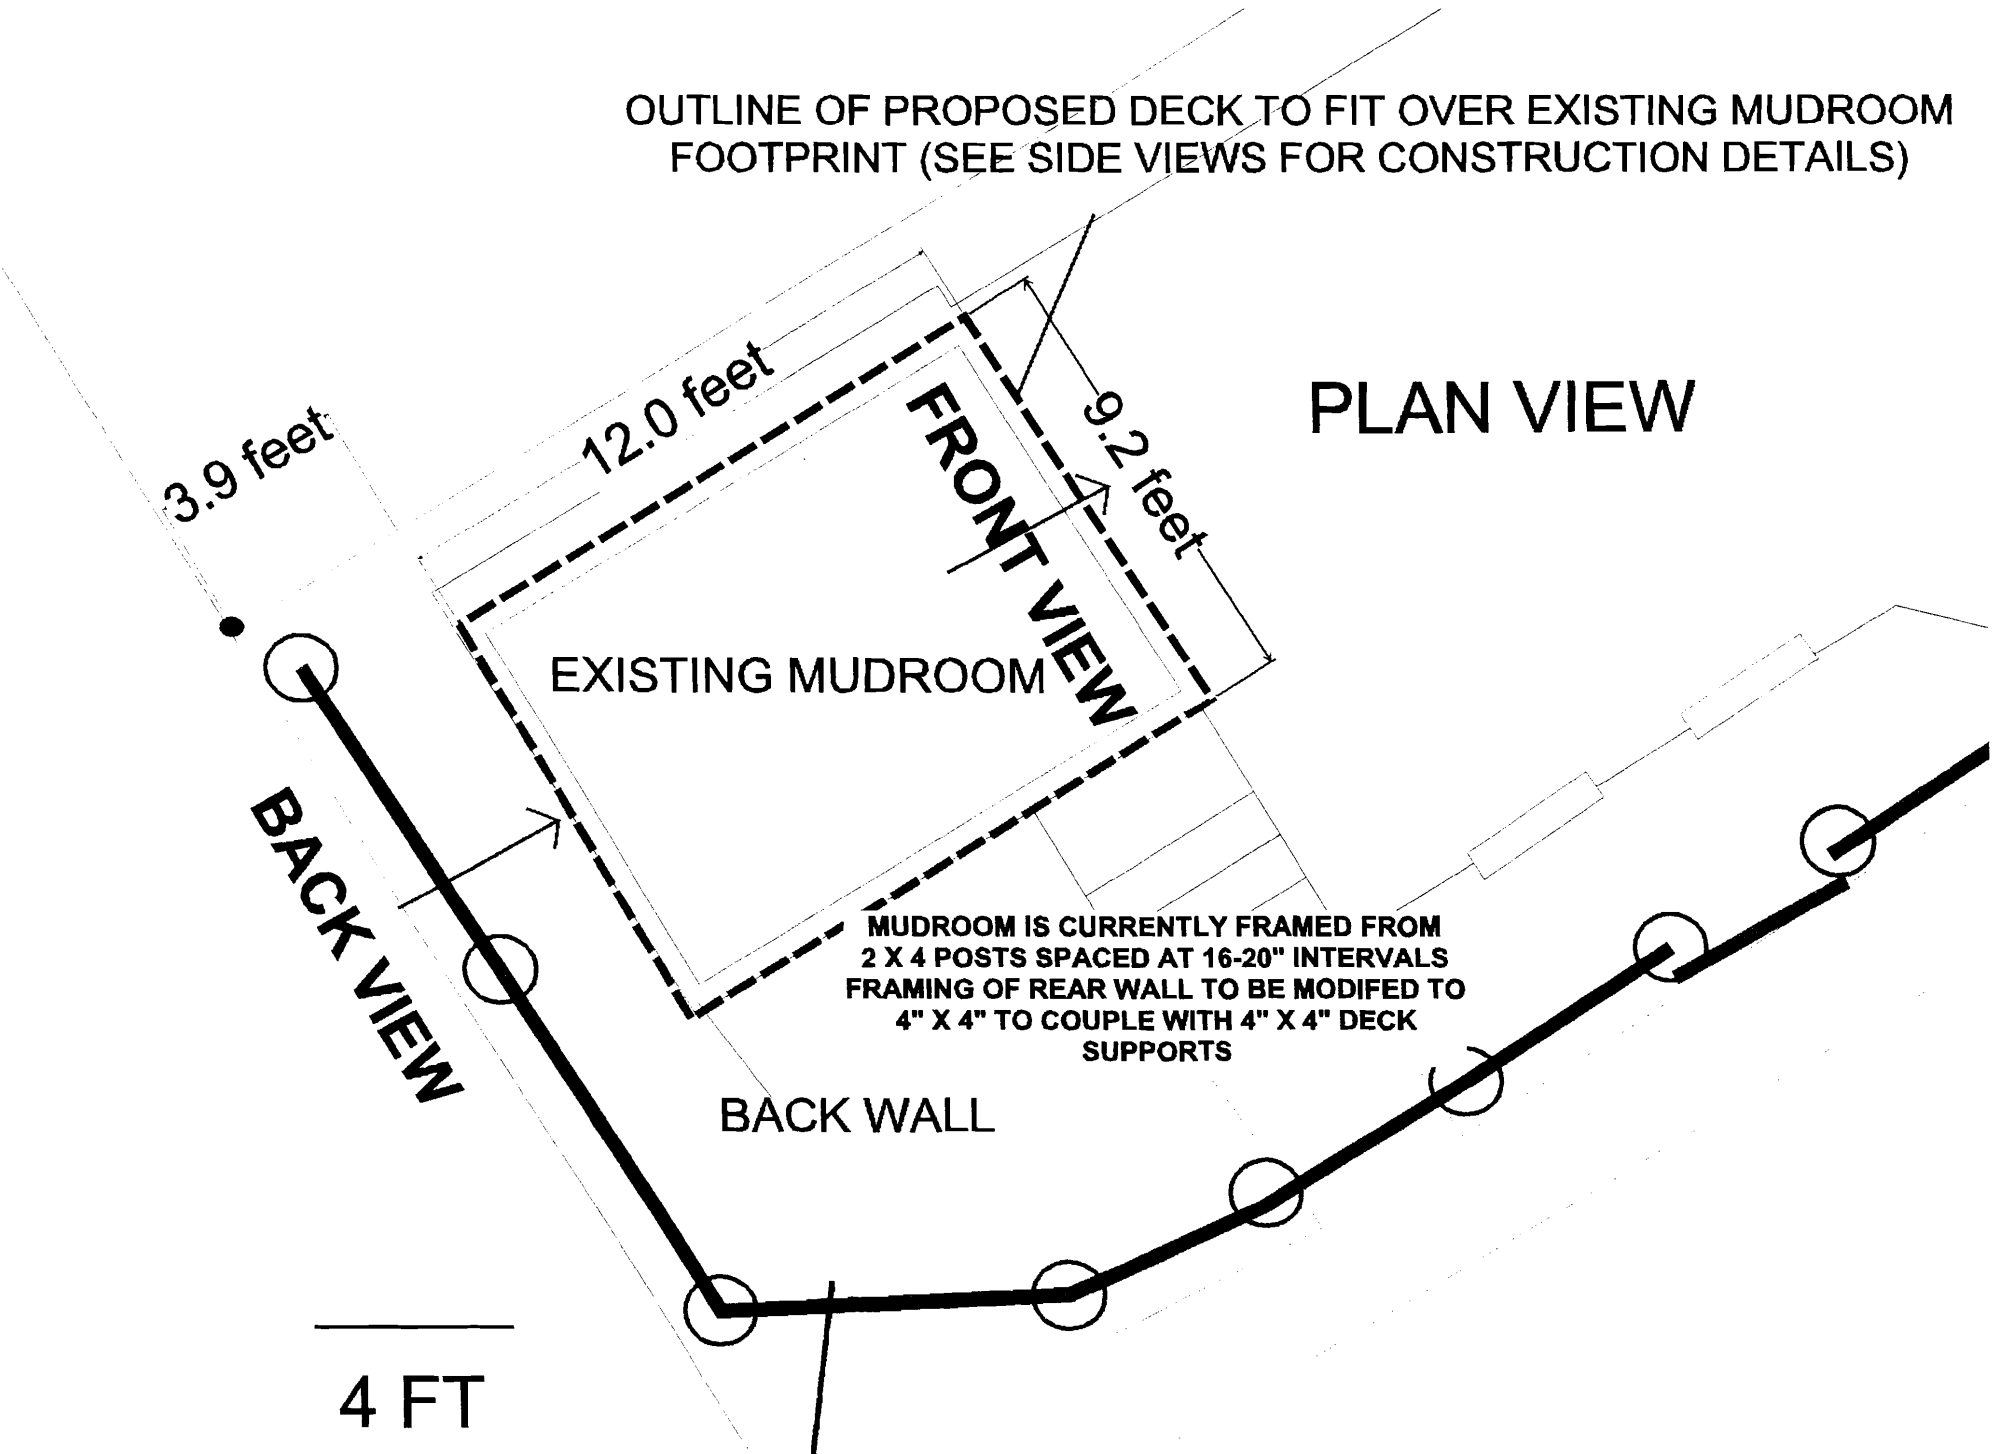 OUTLINE OF PROPOSED DECK TO FIT OVER EXISTING MUDROOM
FOOTPRINT (SEE SIDE VIEWS FOR CONSTRUCTION DETAILS)
PLAN VIEW
3.9 feet
12.0 feet
9.2 feet
FRONT VIEW
EXISTING MUDROOM
BACK VIEW
MUDROOM IS CURRENTLY FRAMED FROM
2 X 4 POSTS SPACED AT 16-20" INTERVALS
FRAMING OF REAR WALL TO BE MODIFED TO
4" X 4" TO COUPLE WITH 4" X 4" DECK
SUPPORTS
BACK WALL
4 FT